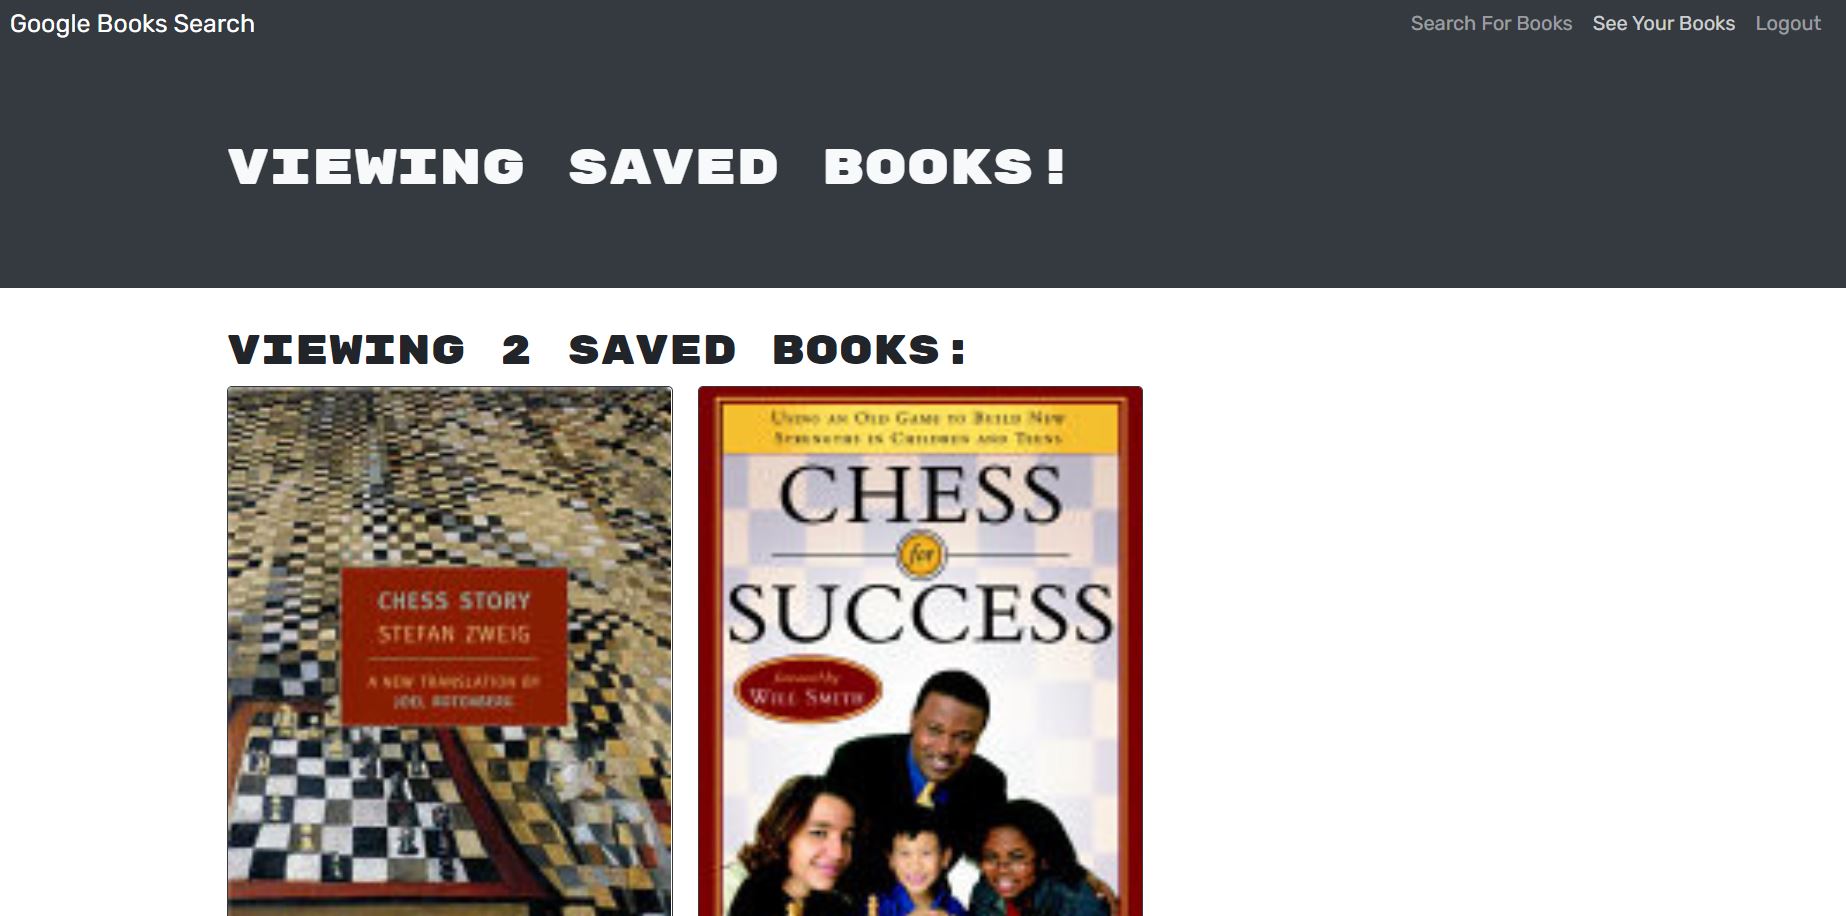 Google Books Search
Search For Books See Your Books Logout
VIEWING SAVED BOOKS!
VIEWING 2 SAVED BOOKS:
CHESS STORY
STEFAN ZWEIG
A NEW TRANSLATION BY
JOEL ROTENBERG
USING AN OLD GAME TO BUILD NEW
STRENGTHS IN CHILDREN AND TEENS
CHESS
for
SUCCESS
foreword by
WILL SMITH